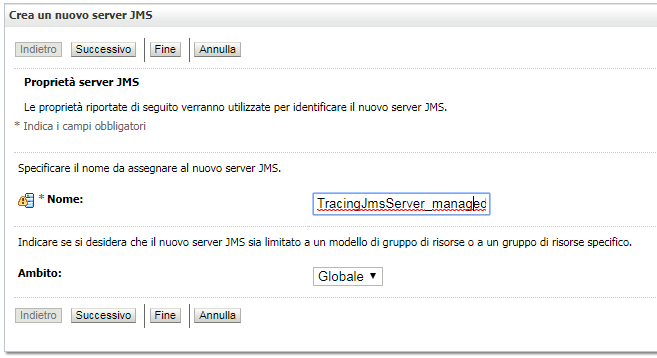 Crea un nuovo server JMS
Indietro Successivo Fine Annulla
Proprietà server JMS
Le proprietà riportate di seguito verranno utilizzate per identificare il nuovo server JMS.
* Indica i campi obbligatori
Specificare il nome da assegnare al nuovo server JMS.
* Nome: TracingJmsServer_managed
Indicare se si desidera che il nuovo server JMS sia limitato a un modello di gruppo di risorse o a un gruppo di risorse specifico.
Ambito: Globale
Indietro Successivo Fine Annulla